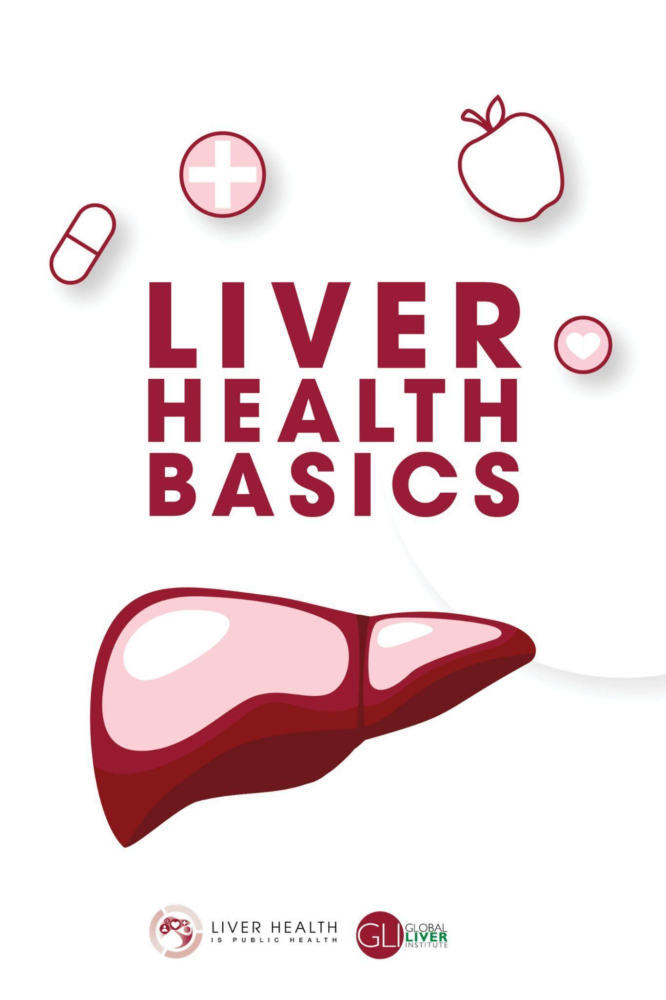 LIVER
HEALTH
BASICS
LIVER HEALTH
IS PUBLIC HEALTH
GLI
GLOBAL
LIVER
INSTITUTE